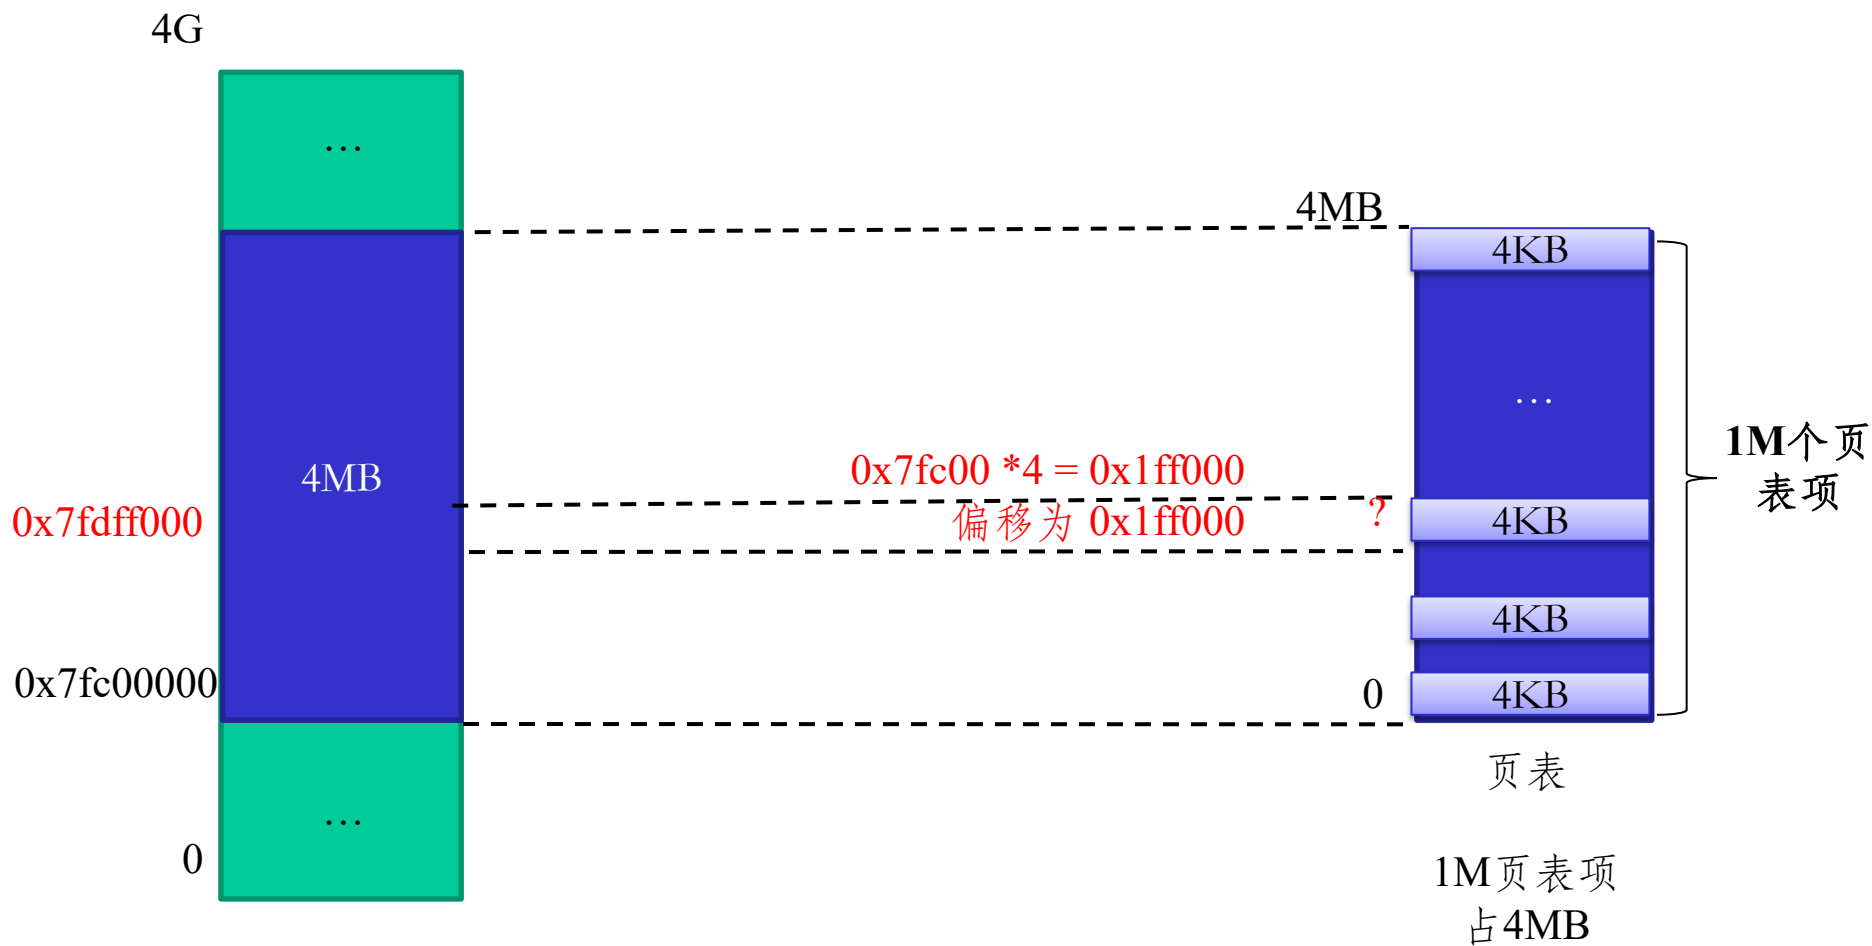 4G
…
4MB
4KB
…
1M个页
表项
4MB
0x7fc00 *4 = 0x1ff000
0x7fdff000
偏移为 0x1ff000
?
4KB
4KB
0x7fc00000
0
4KB
页表
…
0
1M页表项
占4MB